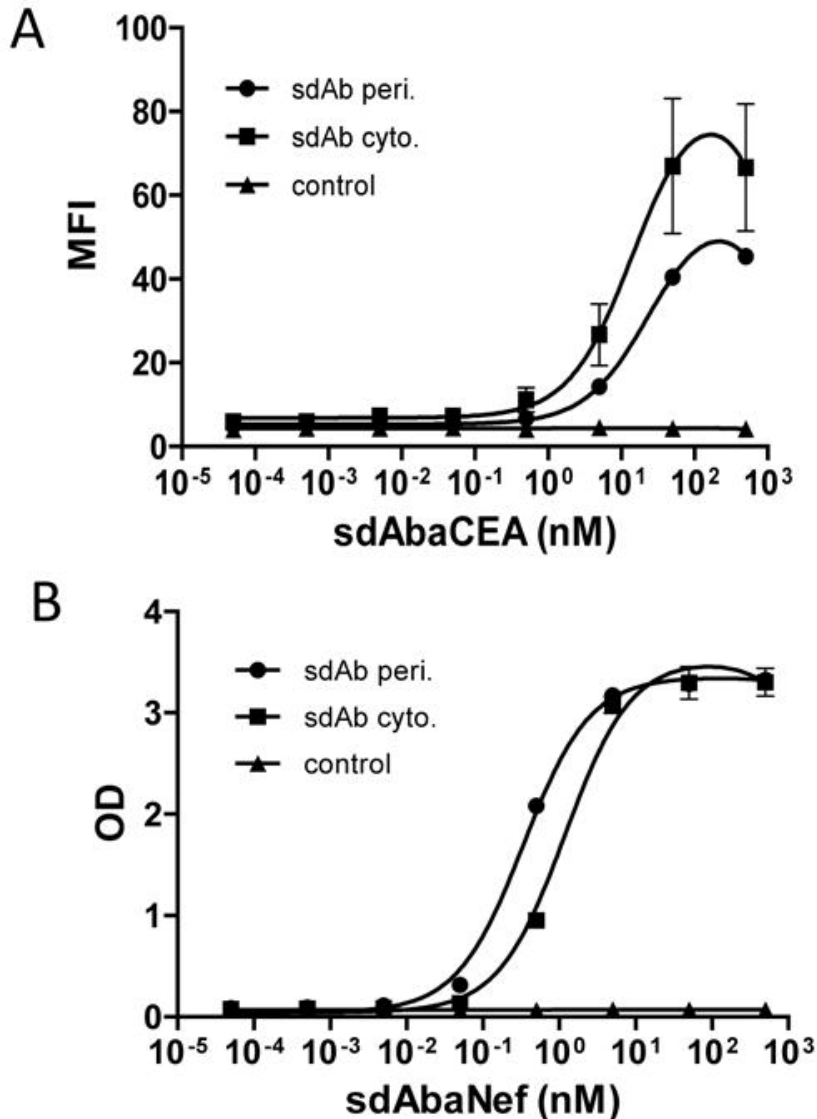 A
100
80
60
40
20
0
MFI
sdAb peri.
sdAb cyto.
control
10-5 10-4 10-3 10-2 10-1 100 101 102 103
sdAbaCEA (nM)
B
4
3
2
1
0
OD
sdAb peri.
sdAb cyto.
control
10-5 10-4 10-3 10-2 10-1 100 101 102 103
sdAbaNef (nM)